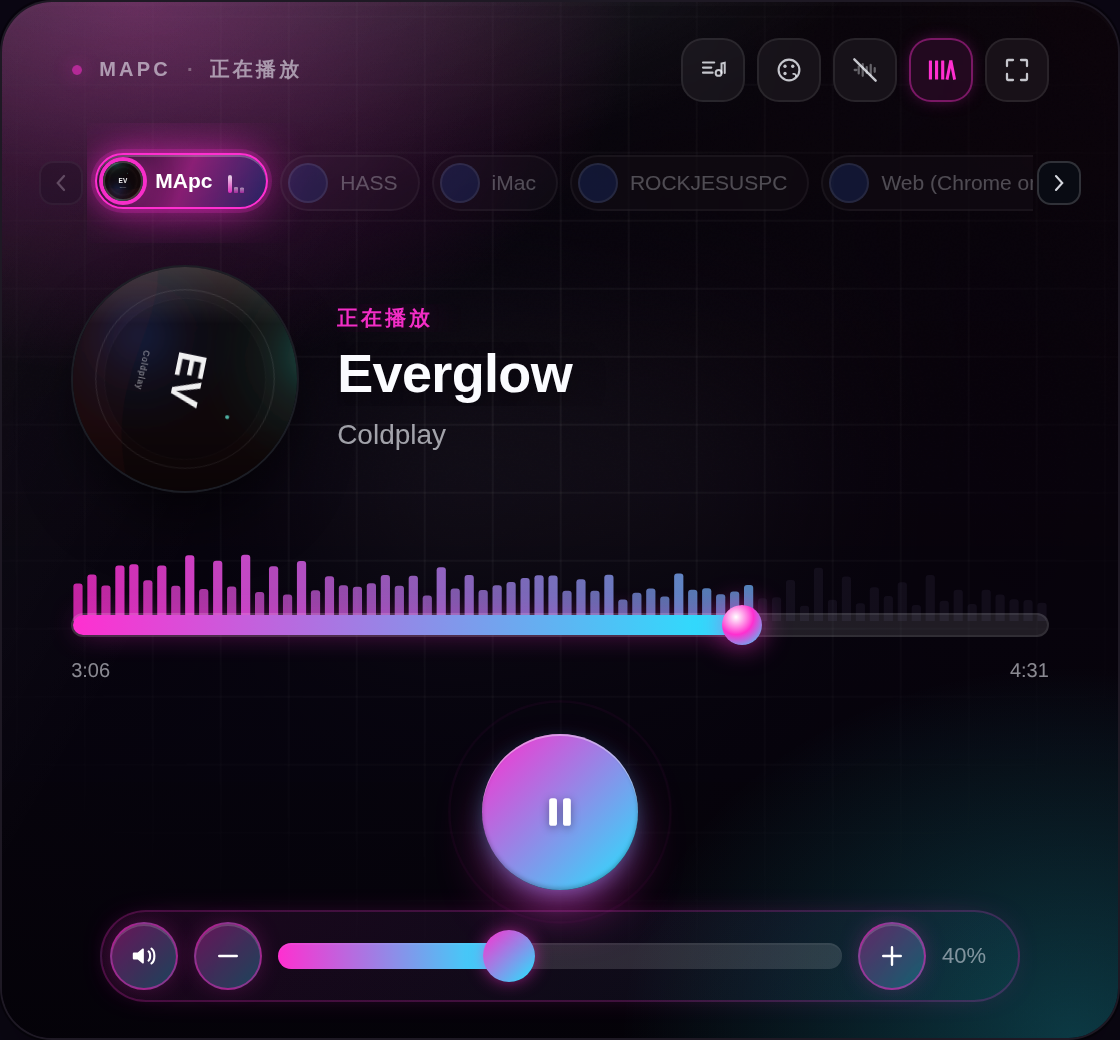 MAPC · 正在播放
EV MApc HASS iMac ROCKJESUSPC Web (Chrome or
正在播放
Everglow
Coldplay
EV
Coldplay
3:06 4:31
40%